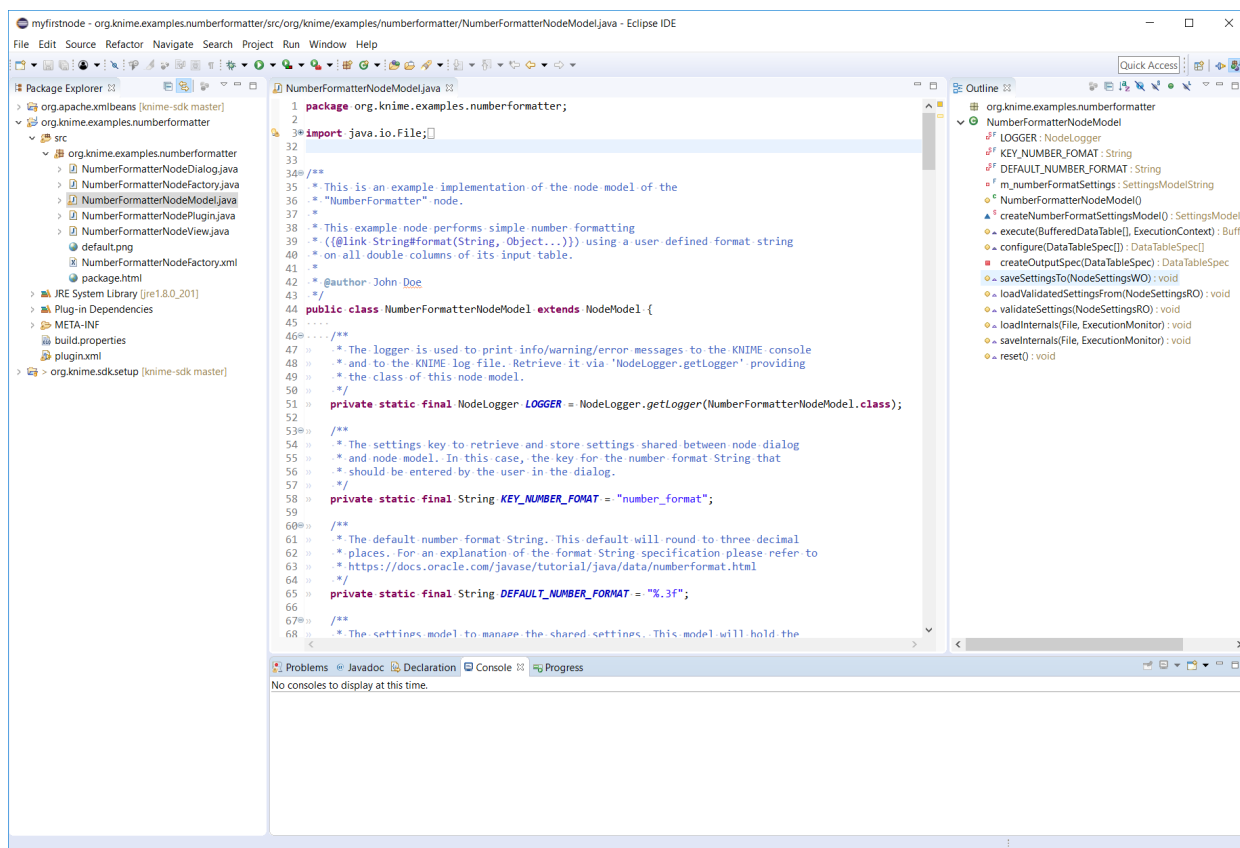 myfirstnode - org.knime.examples.numberformatter/src/org/knime/examples/numberformatter/NumberFormatterNodeModel.java - Eclipse IDE
File Edit Source Refactor Navigate Search Project Run Window Help
Quick Access
Package Explorer
org.apache.xmlbeans [knime-sdk master]
org.knime.examples.numberformatter
src
org.knime.examples.numberformatter
NumberFormatterNodeDialog.java
NumberFormatterNodeFactory.java
NumberFormatterNodeModel.java
NumberFormatterNodePlugin.java
NumberFormatterNodeView.java
default.png
NumberFormatterNodeFactory.xml
package.html
JRE System Library [jre1.8.0_201]
Plug-in Dependencies
META-INF
build.properties
plugin.xml
> org.knime.sdk.setup [knime-sdk master]
NumberFormatterNodeModel.java
1 package org.knime.examples.numberformatter;
2
3 import java.io.File;
32
33
34 /**
35 * This is an example implementation of the node model of the
36 * "NumberFormatter" node.
37 *
38 * This example node performs simple number formatting
39 * ({@link String#format(String, Object...)}) using a user defined format string
40 * on all double columns of its input table.
41 *
42 * @author John Doe
43 */
44 public class NumberFormatterNodeModel extends NodeModel {
45
46 /**
47 * The logger is used to print info/warning/error messages to the KNIME console
48 * and to the KNIME log file. Retrieve it via 'NodeLogger.getLogger' providing
49 * the class of this node model.
50 */
51 private static final NodeLogger LOGGER = NodeLogger.getLogger(NumberFormatterNodeModel.class);
52
53 /**
54 * The settings key to retrieve and store settings shared between node dialog
55 * and node model. In this case, the key for the number format String that
56 * should be entered by the user in the dialog.
57 */
58 private static final String KEY_NUMBER_FOMAT = "number_format";
59
60 /**
61 * The default number format String. This default will round to three decimal
62 * places. For an explanation of the format String specification please refer to
63 * https://docs.oracle.com/javase/tutorial/java/data/numberformat.html
64 */
65 private static final String DEFAULT_NUMBER_FORMAT = "%.3f";
66
67 /**
68 * The settings model to manage the shared settings. This model will hold the
Outline
org.knime.examples.numberformatter
NumberFormatterNodeModel
LOGGER : NodeLogger
KEY_NUMBER_FOMAT : String
DEFAULT_NUMBER_FORMAT : String
m_numberFormatSettings : SettingsModelString
NumberFormatterNodeModel()
createNumberFormatSettingsModel() : SettingsModel
execute(BufferedDataTable[], ExecutionContext) : Buff
configure(DataTableSpec[]) : DataTableSpec[]
createOutputSpec(DataTableSpec) : DataTableSpec
saveSettingsTo(NodeSettingsWO) : void
loadValidatedSettingsFrom(NodeSettingsRO) : void
validateSettings(NodeSettingsRO) : void
loadInternals(File, ExecutionMonitor) : void
saveInternals(File, ExecutionMonitor) : void
reset() : void
Problems Javadoc Declaration Console Progress
No consoles to display at this time.